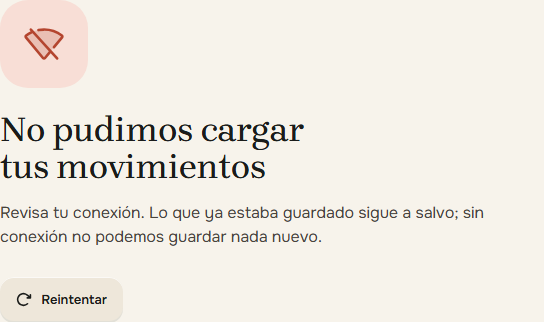 No pudimos cargar
tus movimientos
Revisa tu conexión. Lo que ya estaba guardado sigue a salvo; sin
conexión no podemos guardar nada nuevo.
Reintentar